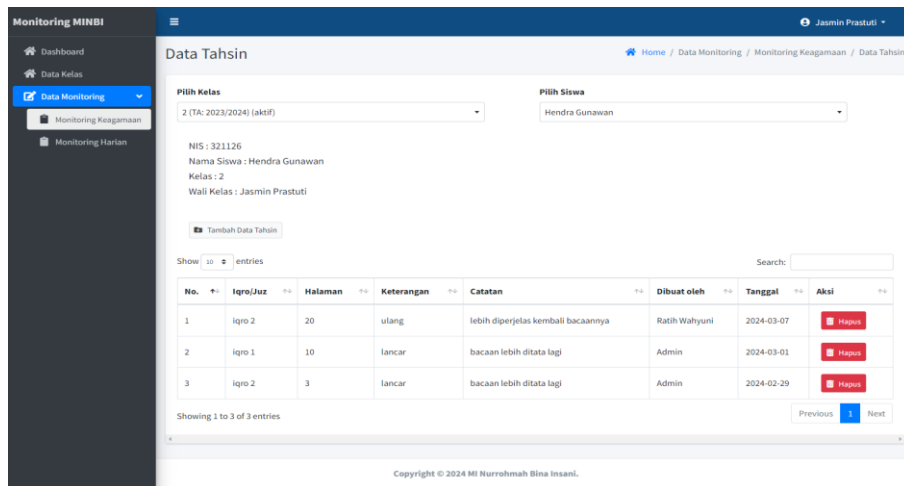 Monitoring MINBI
Jasmin Prastuti
Dashboard
Data Kelas
Data Monitoring
Monitoring Keagamaan
Monitoring Harian
Data Tahsin
Home / Data Monitoring / Monitoring Keagamaan / Data Tahsin
Pilih Kelas Pilih Siswa
2 (TA: 2023/2024) (aktif) Hendra Gunawan
NIS : 321126
Nama Siswa : Hendra Gunawan
Kelas : 2
Wali Kelas : Jasmin Prastuti
Tambah Data Tahsin
Show 10 entries Search:
No. Iqro/Juz Halaman Keterangan Catatan Dibuat oleh Tanggal Aksi
1 iqro 2 20 ulang lebih diperjelas kembali bacaannya Ratih Wahyuni 2024-03-07 Hapus
2 iqro 1 10 lancar bacaan lebih ditata lagi Admin 2024-03-01 Hapus
3 iqro 2 3 lancar bacaan lebih ditata lagi Admin 2024-02-29 Hapus
Showing 1 to 3 of 3 entries Previous 1 Next
Copyright © 2024 MI Nurrohmah Bina Insani.